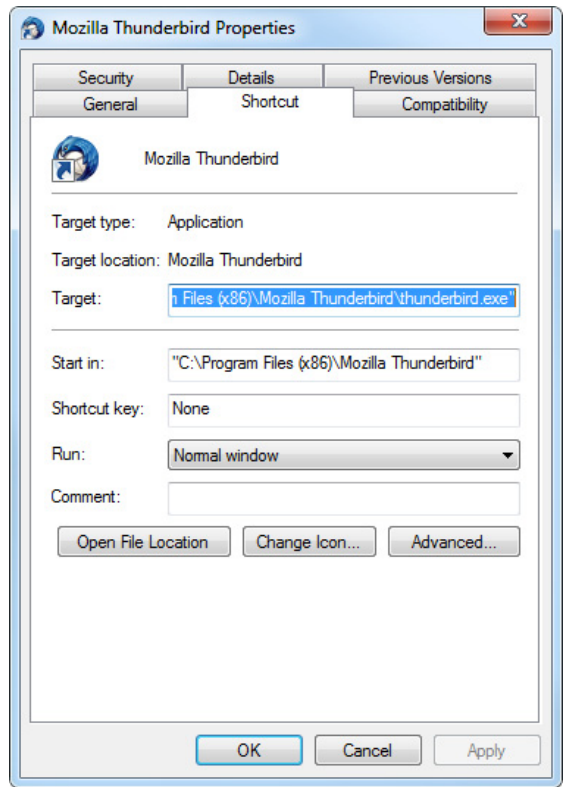 Mozilla Thunderbird Properties
Security Details Previous Versions
General Shortcut Compatibility
Mozilla Thunderbird
Target type: Application
Target location: Mozilla Thunderbird
Target: Files (x86)\Mozilla Thunderbird\thunderbird.exe"
Start in: "C:\Program Files (x86)\Mozilla Thunderbird"
Shortcut key: None
Run: Normal window
Comment:
Open File Location Change Icon... Advanced...
OK Cancel Apply